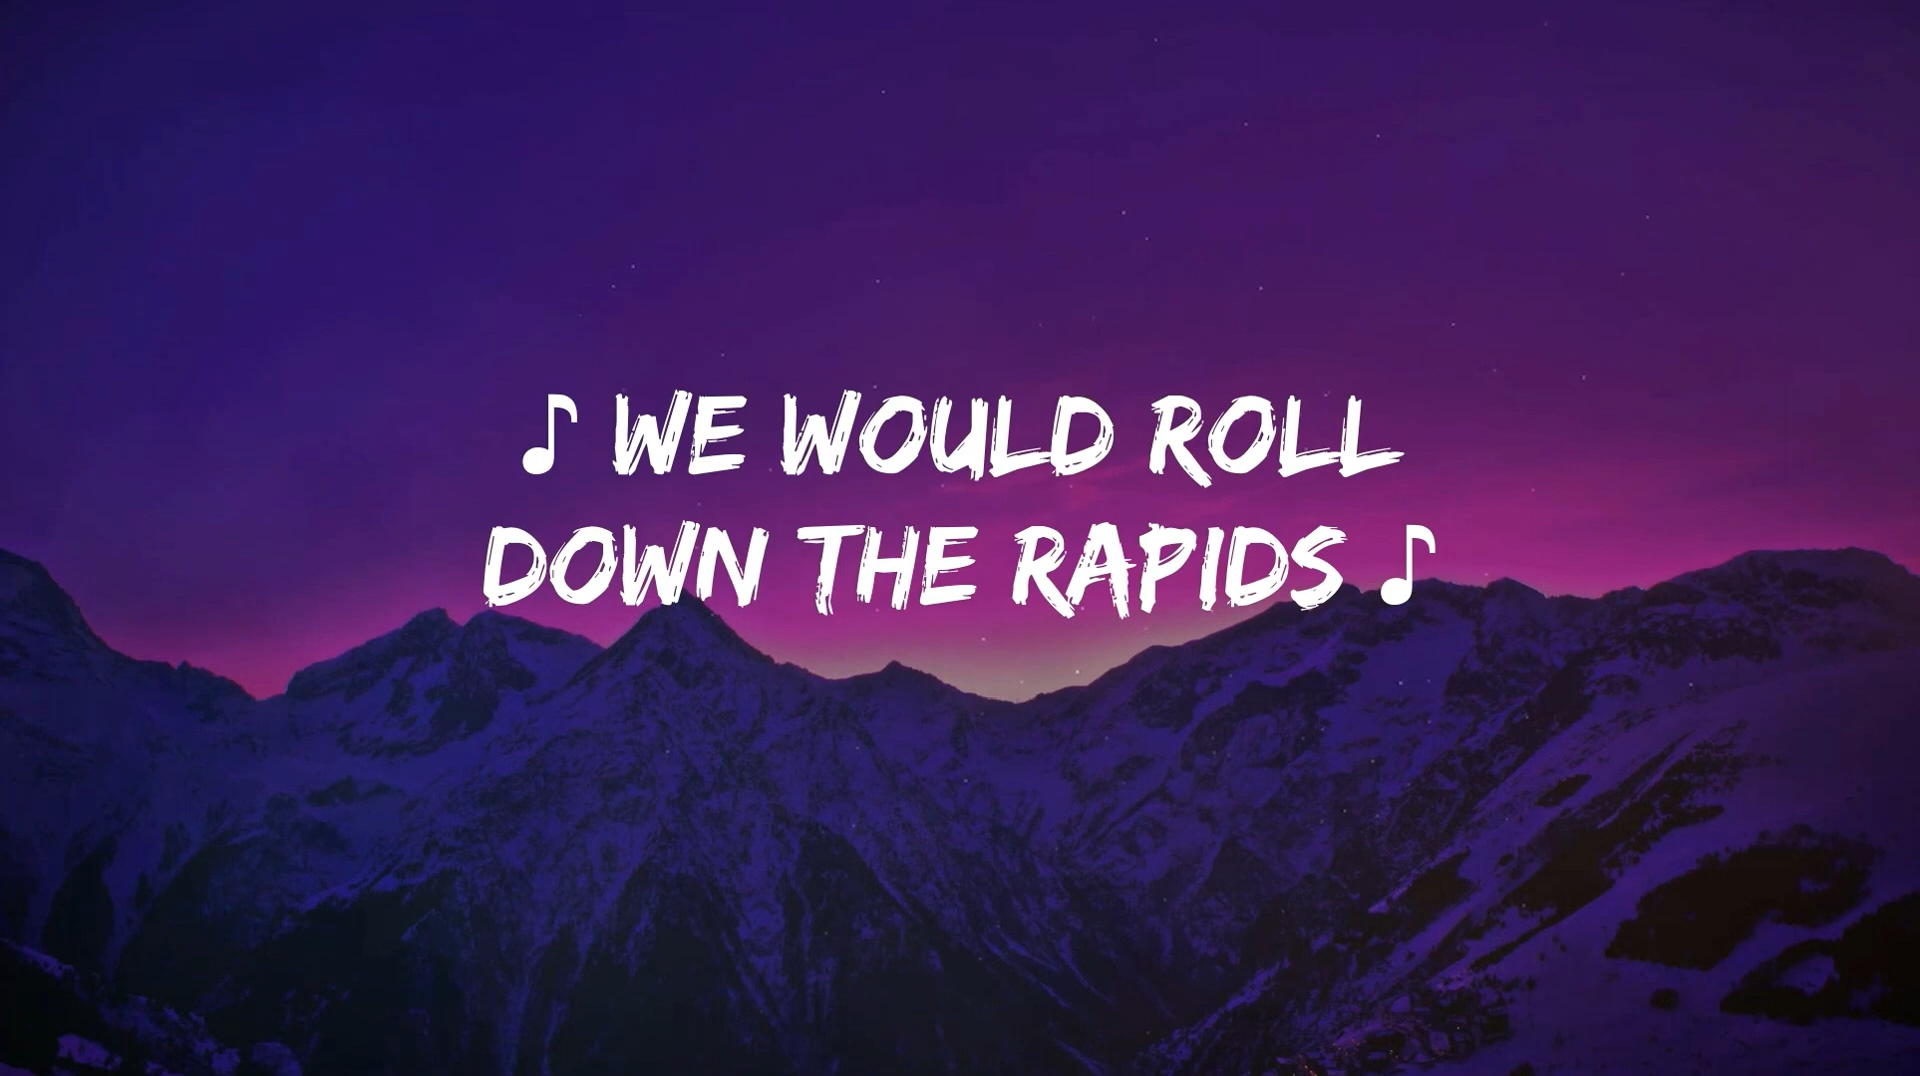 ♪ WE WOULD ROLL
DOWN THE RAPIDS ♪